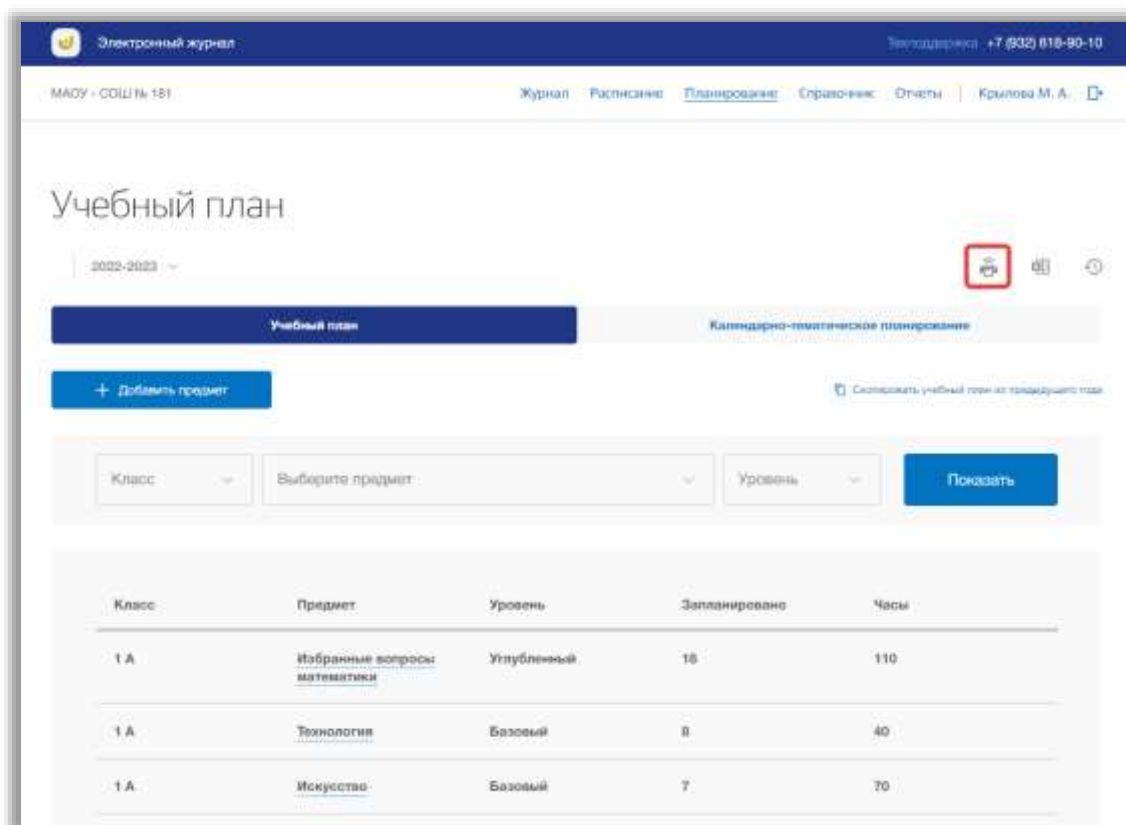 Электронный журнал
Техподдержка +7 (932) 618-90-10
МАОУ - СОШ № 181
Журнал Расписание Планирование Справочник Отчеты Крылова М. А.
Учебный план
2022-2023
Учебный план
Календарно-тематическое планирование
+ Добавить предмет
Скопировать учебный план из предыдущего года
Класс
Выберите предмет
Уровень
Показать
Класс Предмет Уровень Запланировано Часы
1 А Избранные вопросы Углубленный 110
математики
1 А Технология Базовый 8 40
1 А Искусство Базовый 7 70